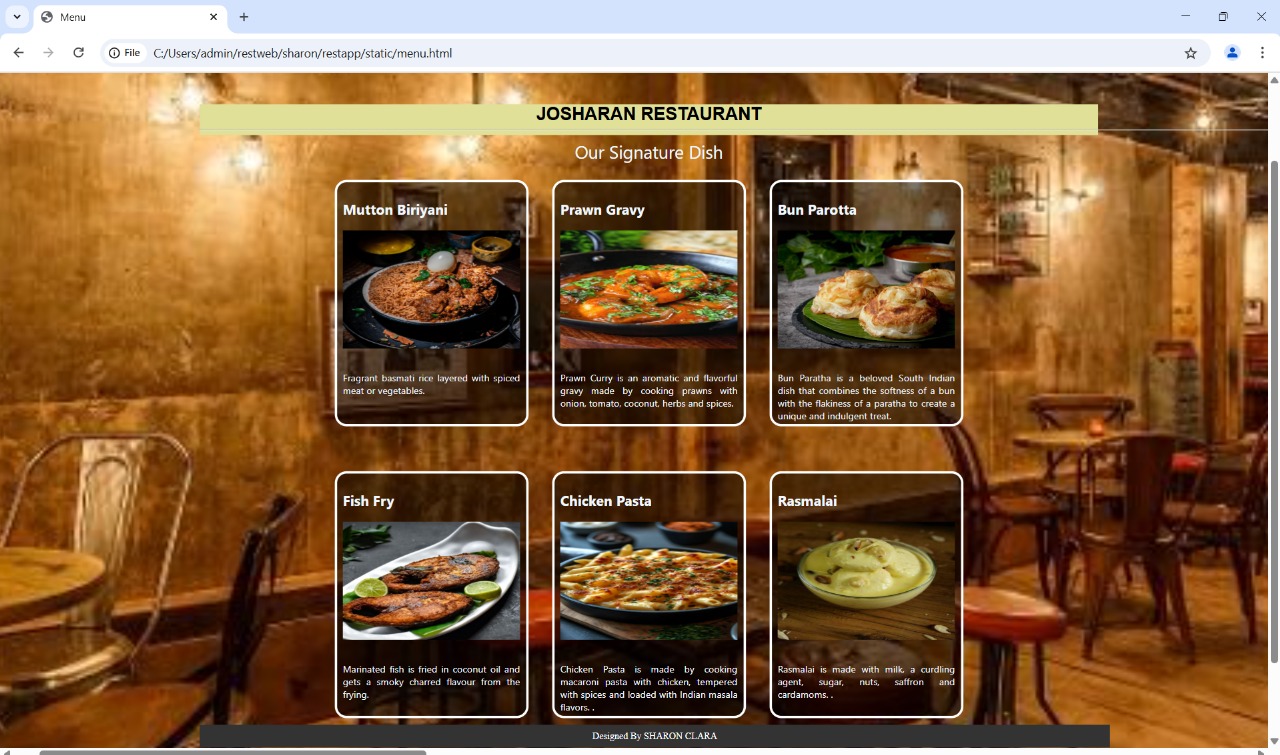 Menu
File C:/Users/admin/restweb/sharon/restapp/static/menu.html
JOSHARAN RESTAURANT
Our Signature Dish
Mutton Biriyani
Fragrant basmati rice layered with spiced
meat or vegetables.
Prawn Gravy
Prawn Curry is an aromatic and flavorful
gravy made by cooking prawns with
onion, tomato, coconut, herbs and spices.
Bun Parotta
Bun Paratha is a beloved South Indian
dish that combines the softness of a bun
with the flakiness of a paratha to create a
unique and indulgent treat.
Fish Fry
Marinated fish is fried in coconut oil and
gets a smoky charred flavour from the
frying.
Chicken Pasta
Chicken Pasta is made by cooking
macaroni pasta with chicken, tempered
with spices and loaded with Indian masala
flavors. .
Rasmalai
Rasmalai is made with milk, a curdling
agent, sugar, nuts, saffron and
cardamoms. .
Designed By SHARON CLARA